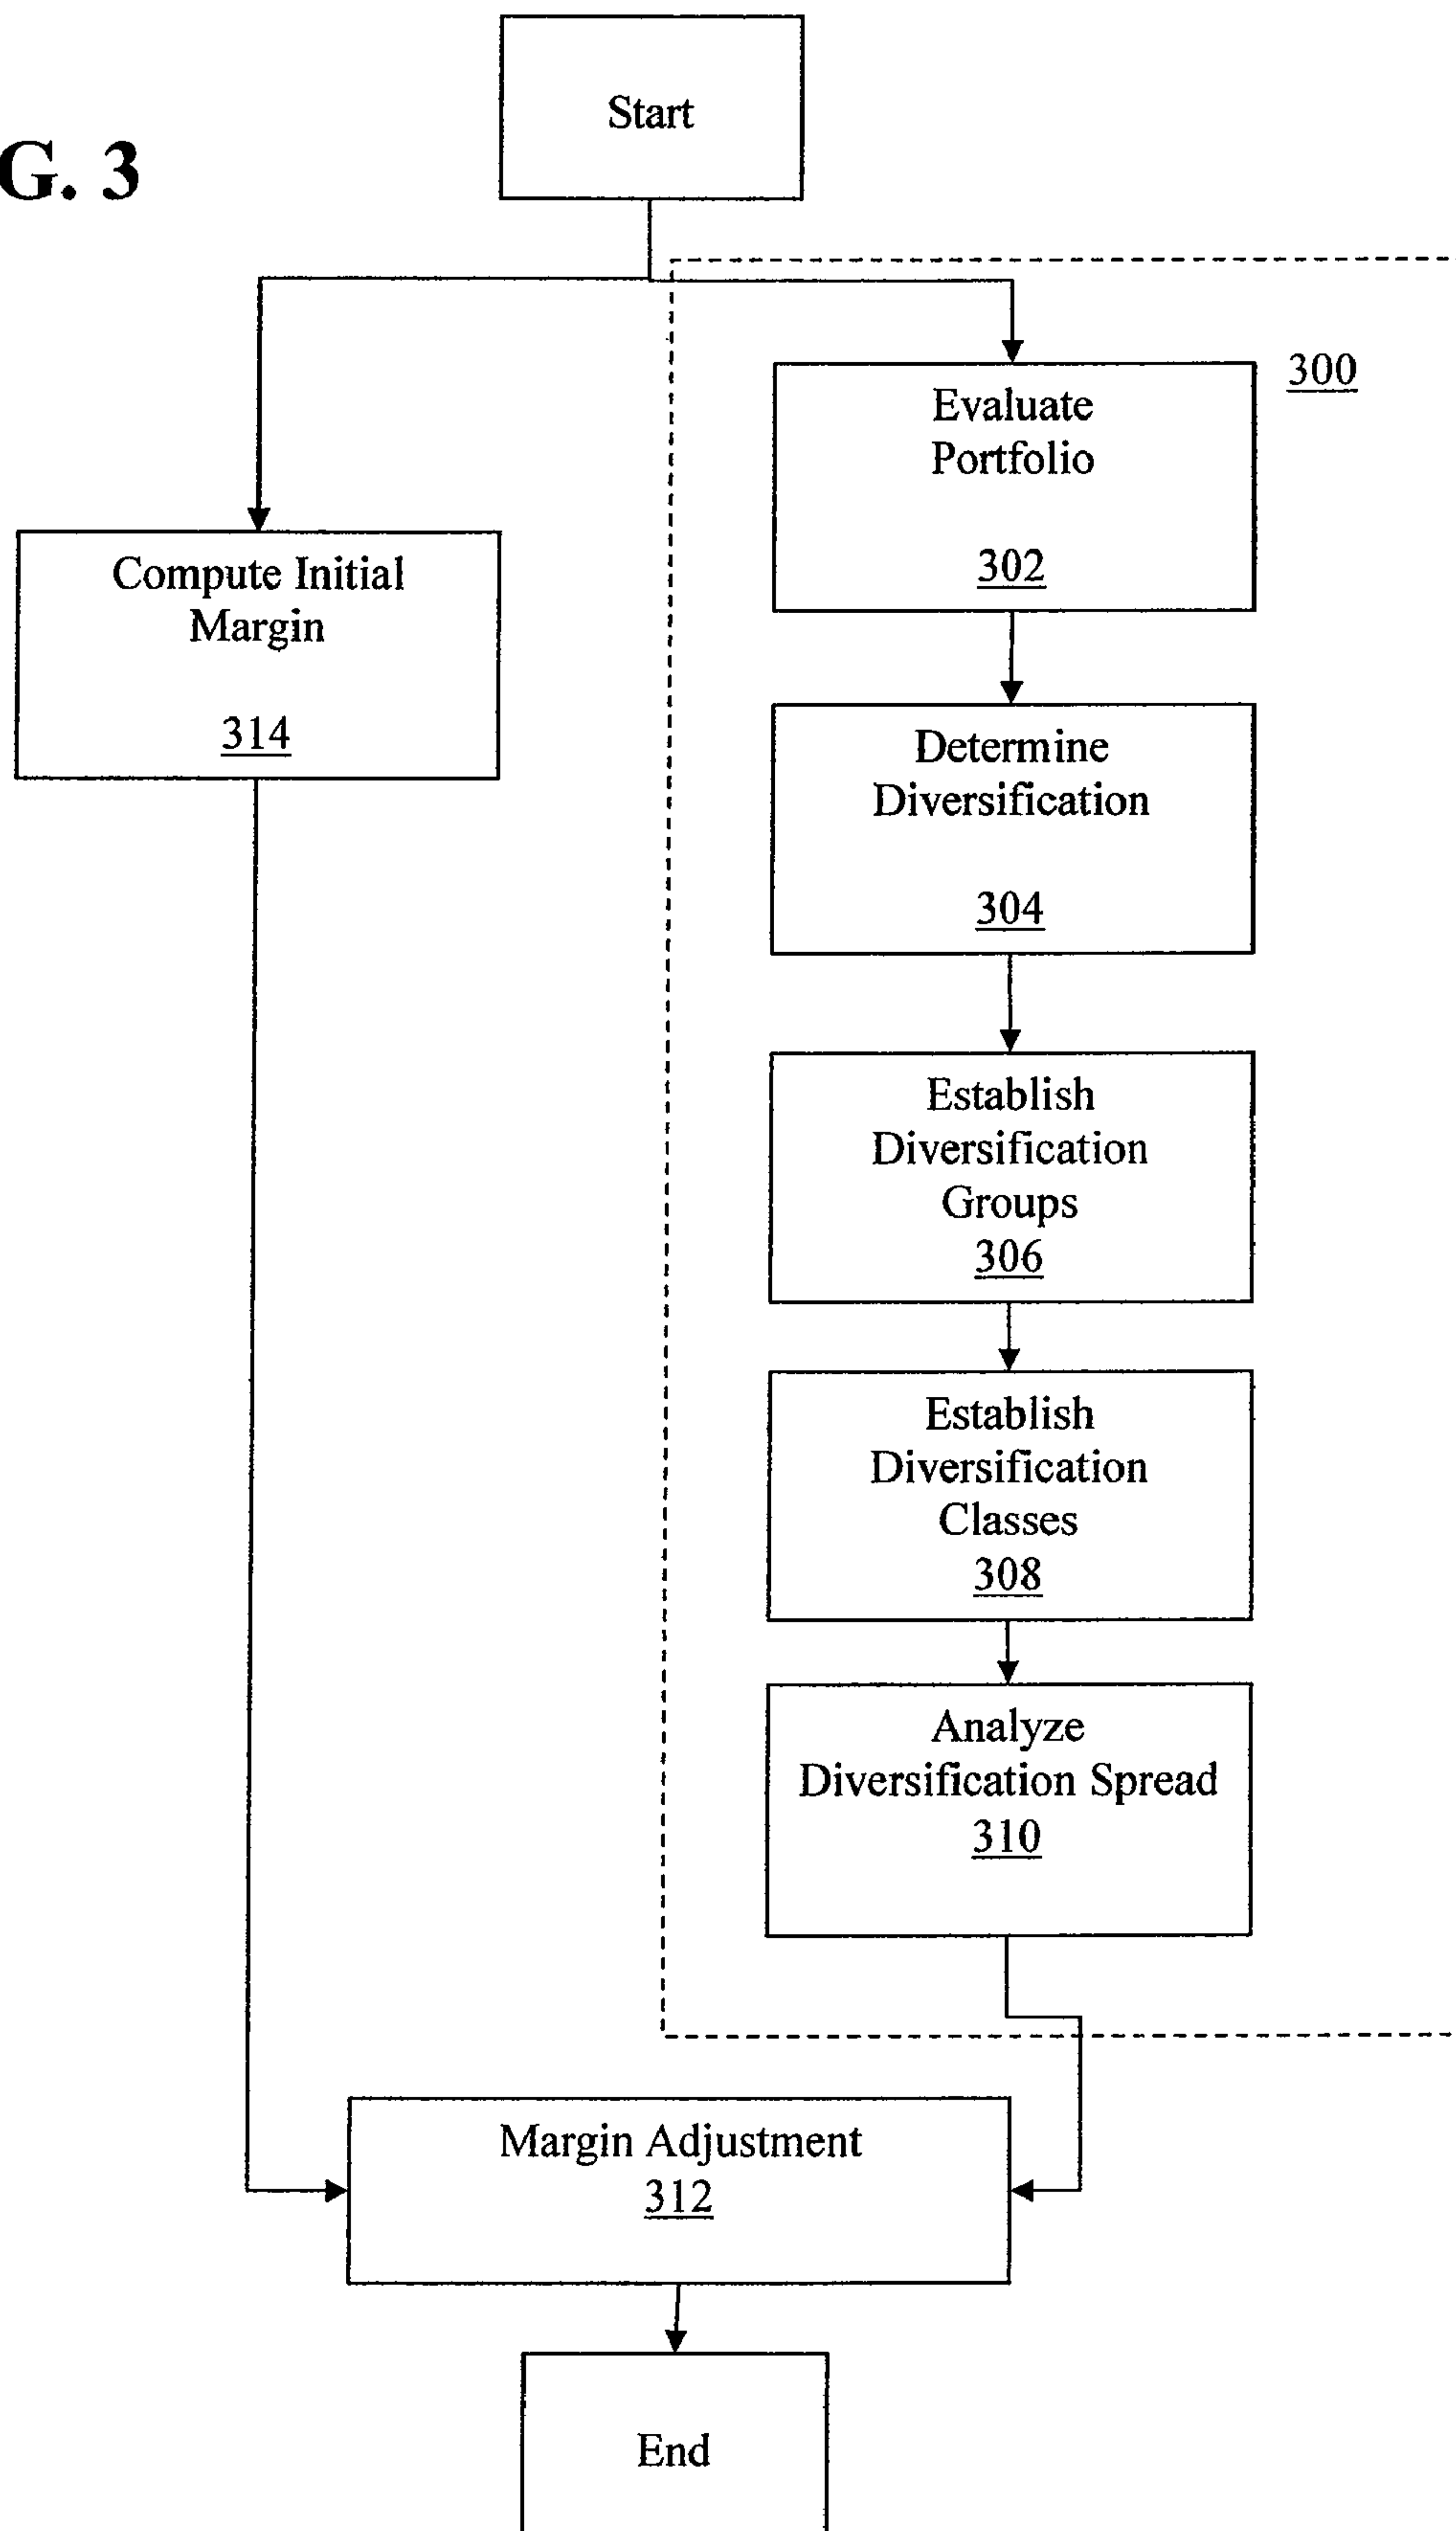 Start
G. 3
300
Evaluate
Portfolio
302
Compute Initial
Margin
314
Determine
Diversification
304
Establish
Diversification
Groups
306
Establish
Diversification
Classes
308
Analyze
Diversification Spread
310
Margin Adjustment
312
End